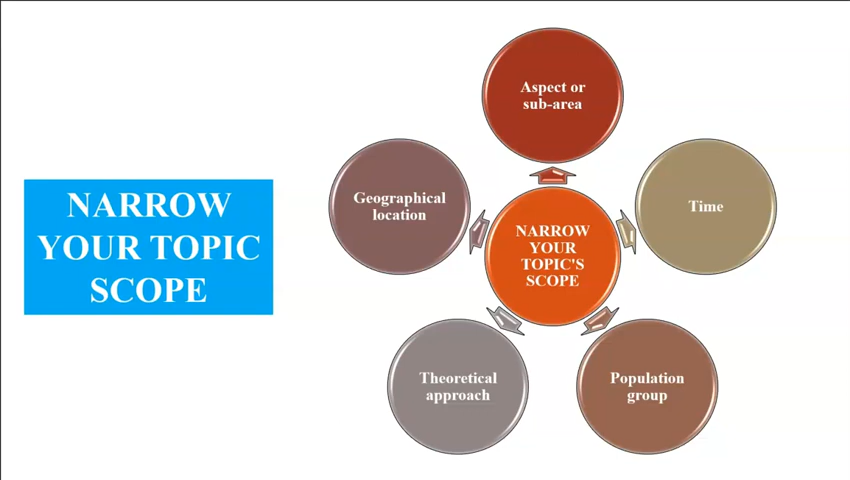 NARROW
YOUR TOPIC
SCOPE
Aspect or
sub-area
Geographical
location
Time
NARROW
YOUR
TOPIC'S
SCOPE
Theoretical
approach
Population
group